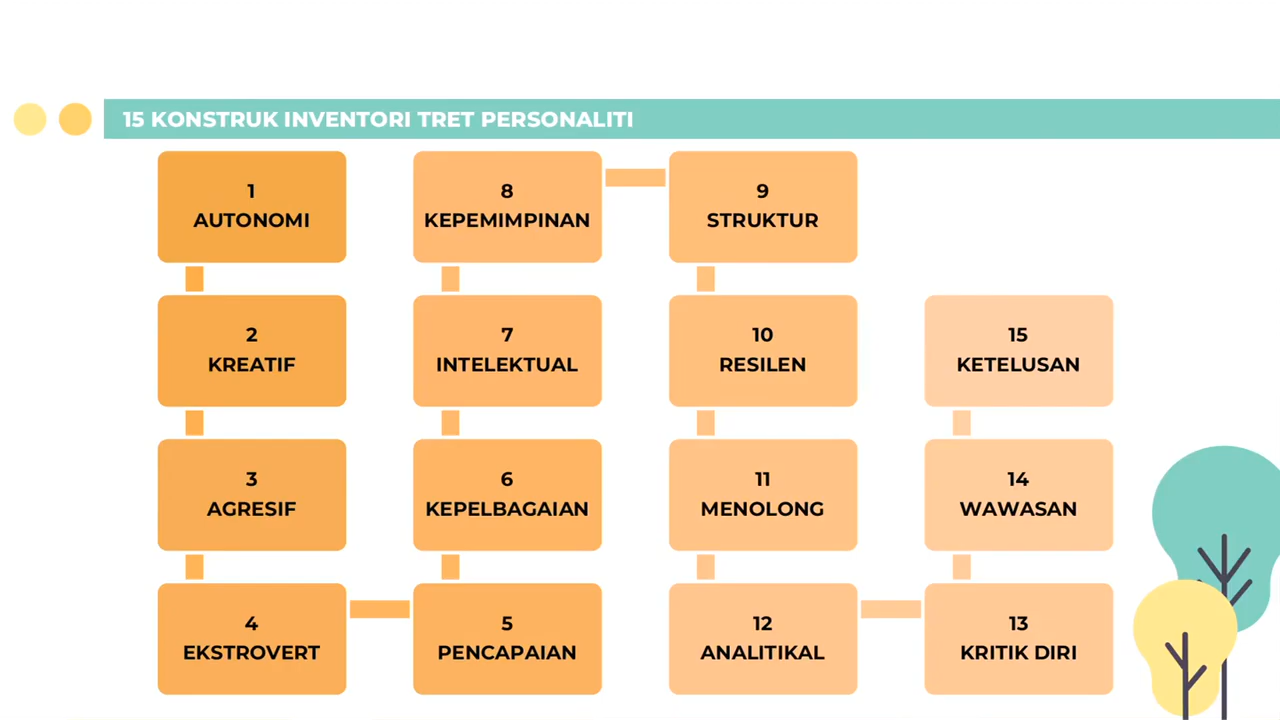 15 KONSTRUK INVENTORI TRET PERSONALITI
1
AUTONOMI
2
KREATIF
3
AGRESIF
4
EKSTROVERT
5
PENCAPAIAN
6
KEPELBAGAIAN
7
INTELEKTUAL
8
KEPEMIMPINAN
9
STRUKTUR
10
RESILEN
11
MENOLONG
12
ANALITIKAL
13
KRITIK DIRI
14
WAWASAN
15
KETELUSAN